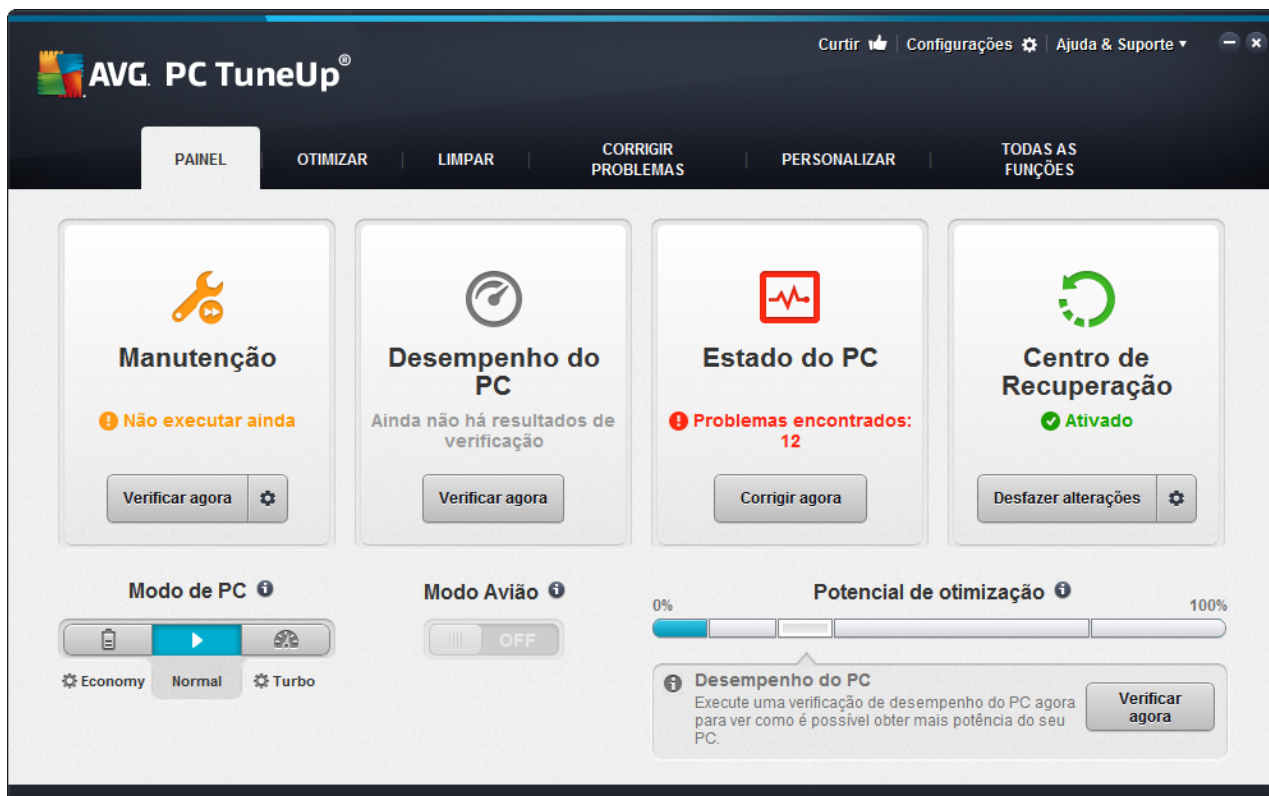 Curtir
Configurações
Ajuda & Suporte
AVG. PC TuneUp®
PAINEL
OTIMIZAR
LIMPAR
CORRIGIR
PROBLEMAS
PERSONALIZAR
TODAS AS
FUNÇÕES
Manutenção
Não executar ainda
Verificar agora
Desempenho do
PC
Ainda não há resultados de
verificação
Verificar agora
Estado do PC
Problemas encontrados:
12
Corrigir agora
Centro de
Recuperação
Ativado
Desfazer alterações
Modo de PC
Economy
Normal
Turbo
Modo Avião
OFF
Potencial de otimização
0%
100%
Desempenho do PC
Execute uma verificação de desempenho do PC agora
para ver como é possível obter mais potência do seu
PC.
Verificar
agora